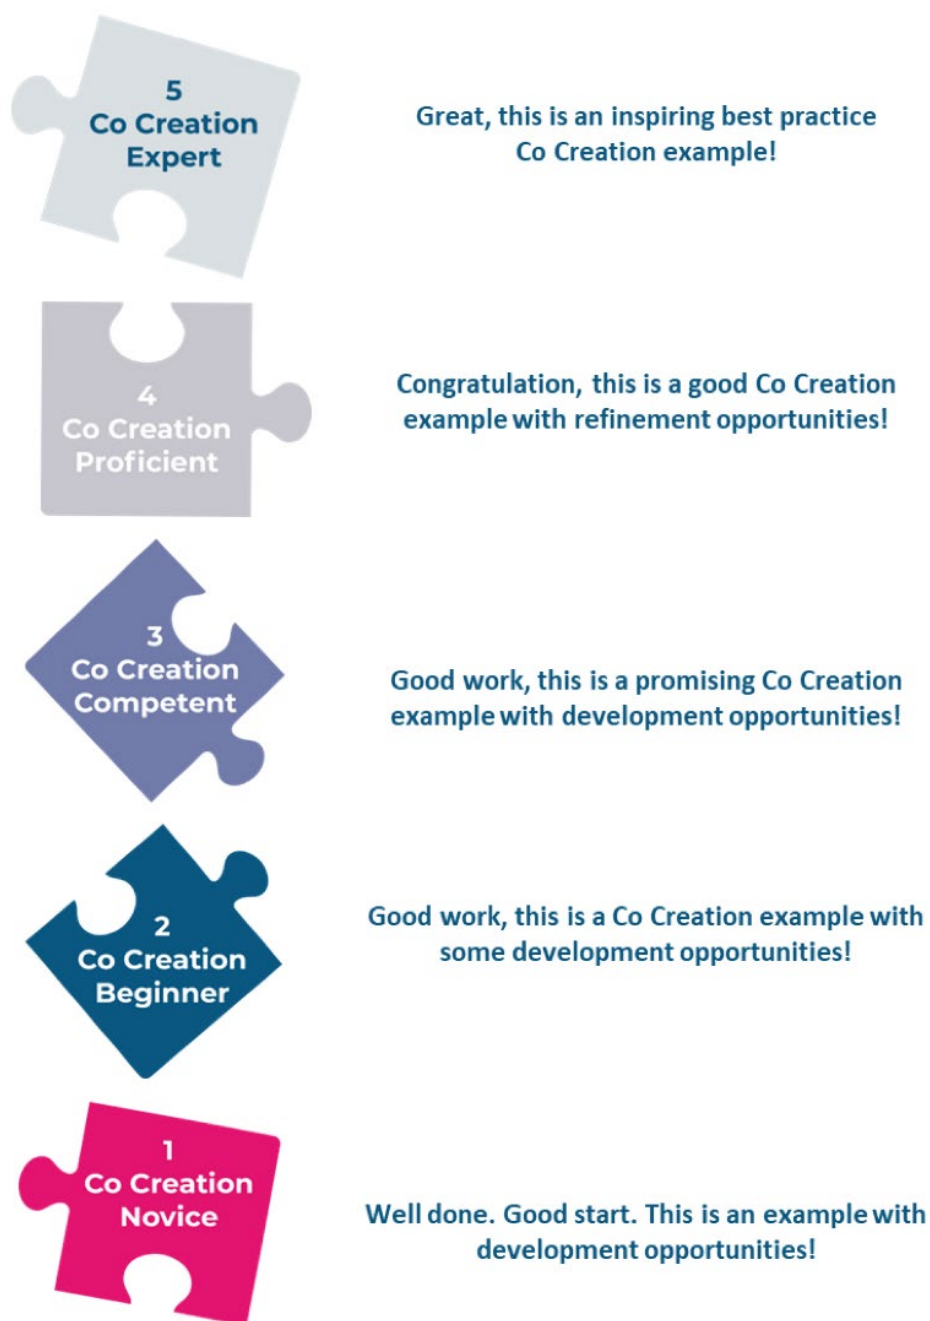 5
Co Creation
Expert
Great, this is an inspiring best practice
Co Creation example!
4
Co Creation
Proficient
Congratulation, this is a good Co Creation
example with refinement opportunities!
3
Co Creation
Competent
Good work, this is a promising Co Creation
example with development opportunities!
2
Co Creation
Beginner
Good work, this is a Co Creation example with
some development opportunities!
1
Co Creation
Novice
Well done. Good start. This is an example with
development opportunities!